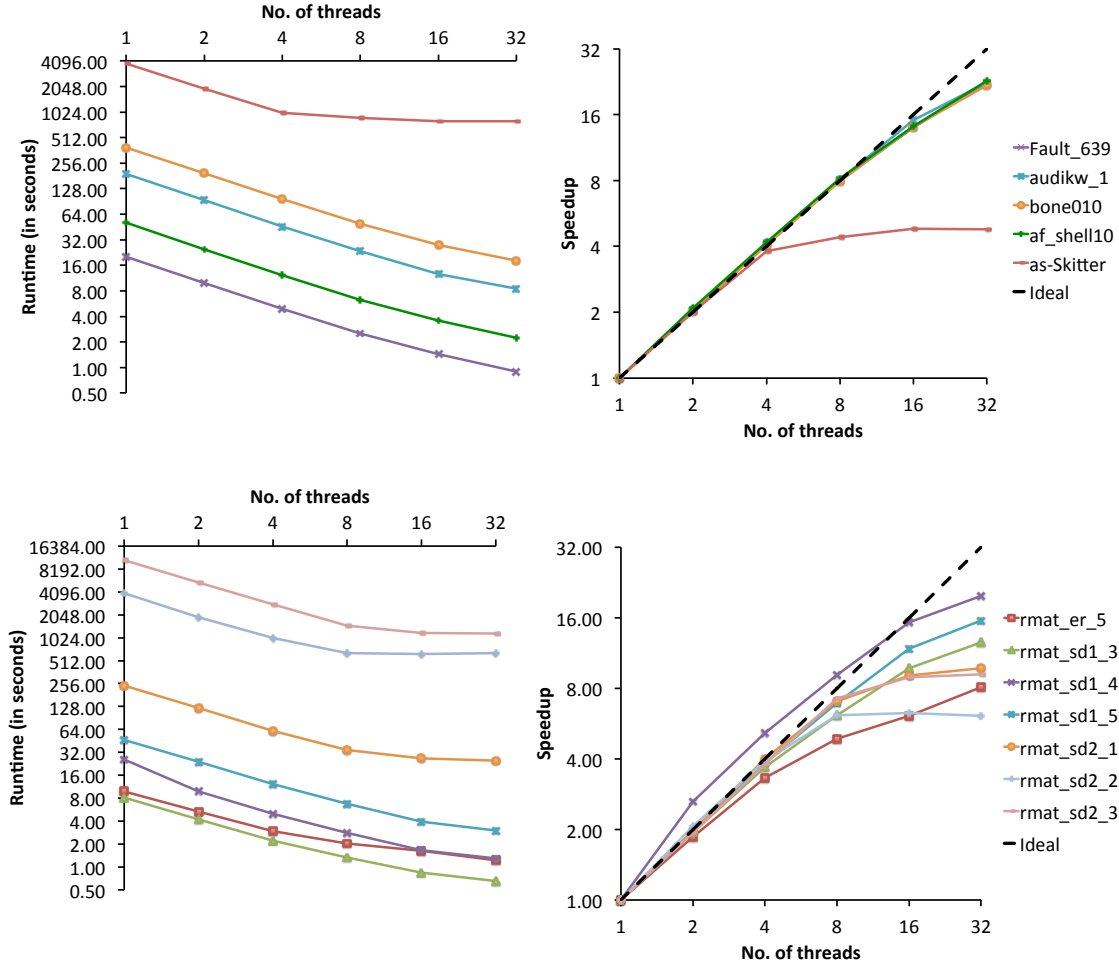 No. of threads
1 2 4 8 16 32
4096.00
2048.00
1024.00
512.00
256.00
128.00
64.00
32.00
16.00
8.00
4.00
2.00
1.00
0.50
Runtime (in seconds)
32
16
8
4
2
1
Speedup
1 2 4 8 16 32
No. of threads
Fault_639
audikw_1
bone010
af_shell10
as-Skitter
Ideal
No. of threads
1 2 4 8 16 32
16384.00
8192.00
4096.00
2048.00
1024.00
512.00
256.00
128.00
64.00
32.00
16.00
8.00
4.00
2.00
1.00
0.50
Runtime (in seconds)
32.00
16.00
8.00
4.00
2.00
1.00
Speedup
1 2 4 8 16 32
No. of threads
rmat_er_5
rmat_sd1_3
rmat_sd1_4
rmat_sd1_5
rmat_sd2_1
rmat_sd2_2
rmat_sd2_3
Ideal